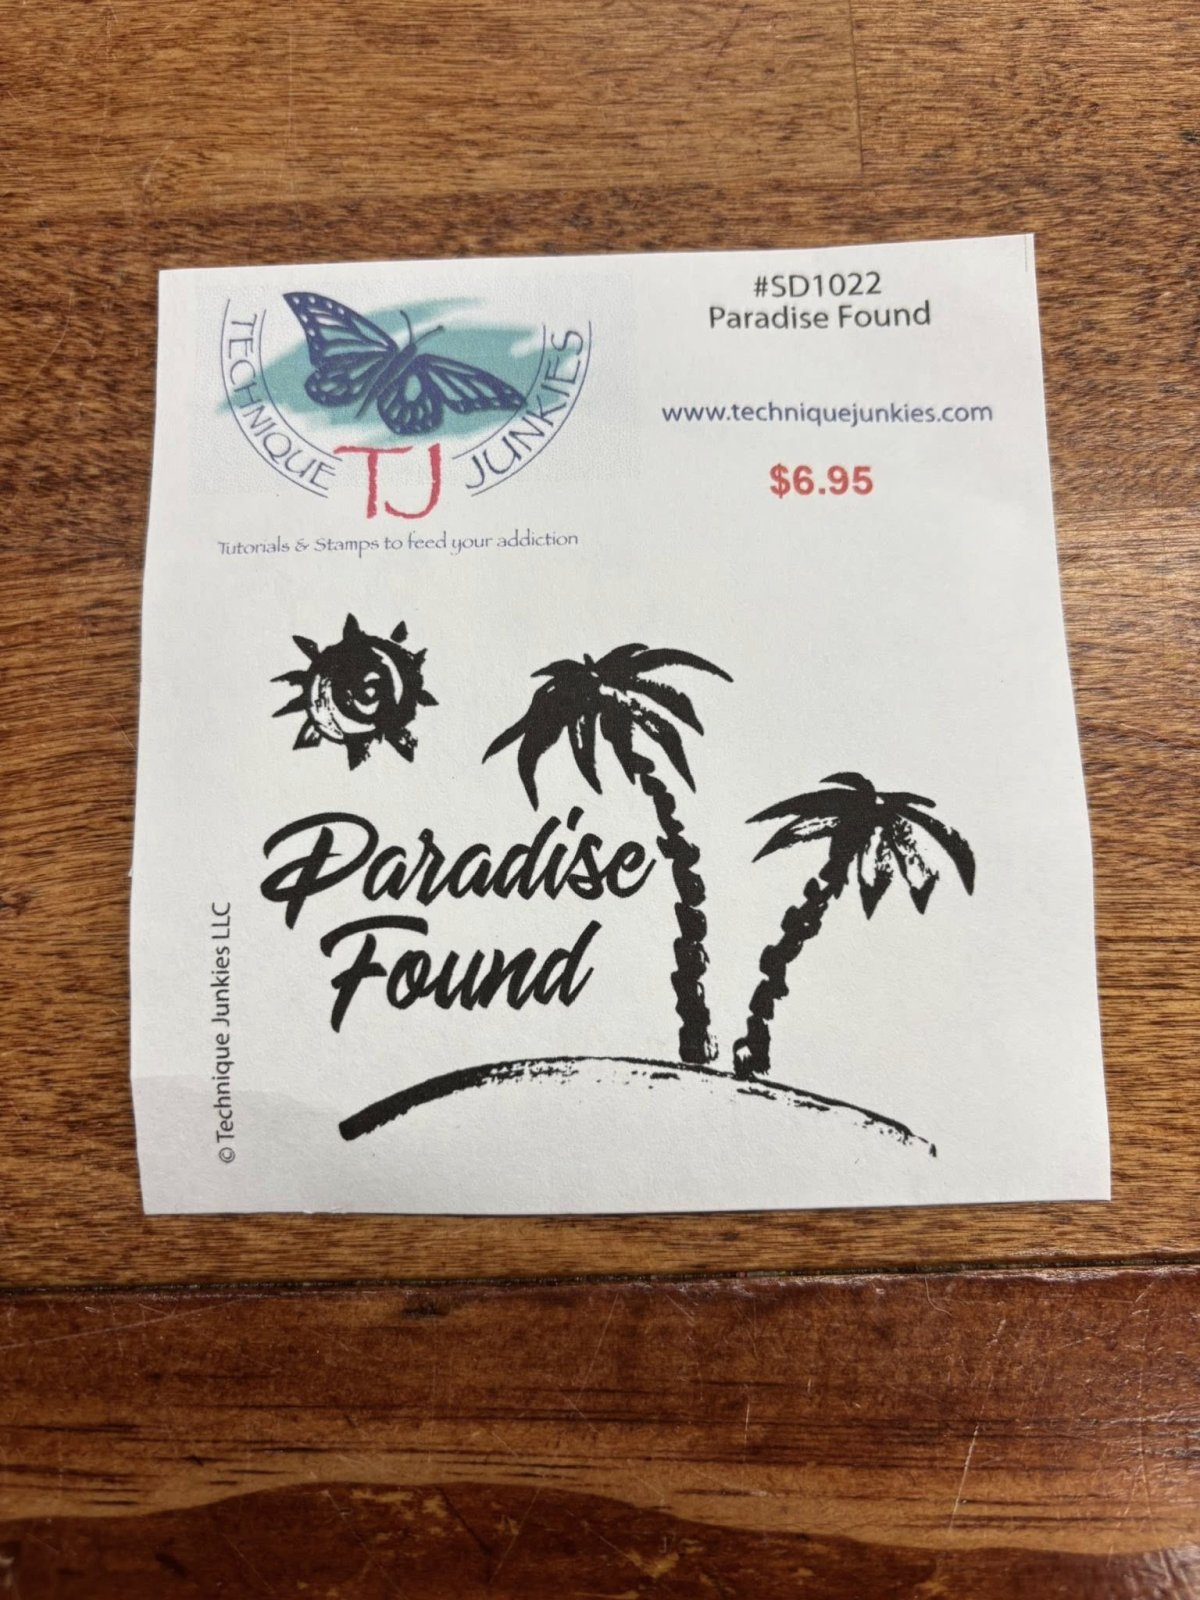 TECHNIQUE JUNKIES
TJ
Tutorials & Stamps to feed your addiction
#SD1022
Paradise Found
www.techniquejunkies.com
$6.95
Paradise
Found
© Technique Junkies LLC